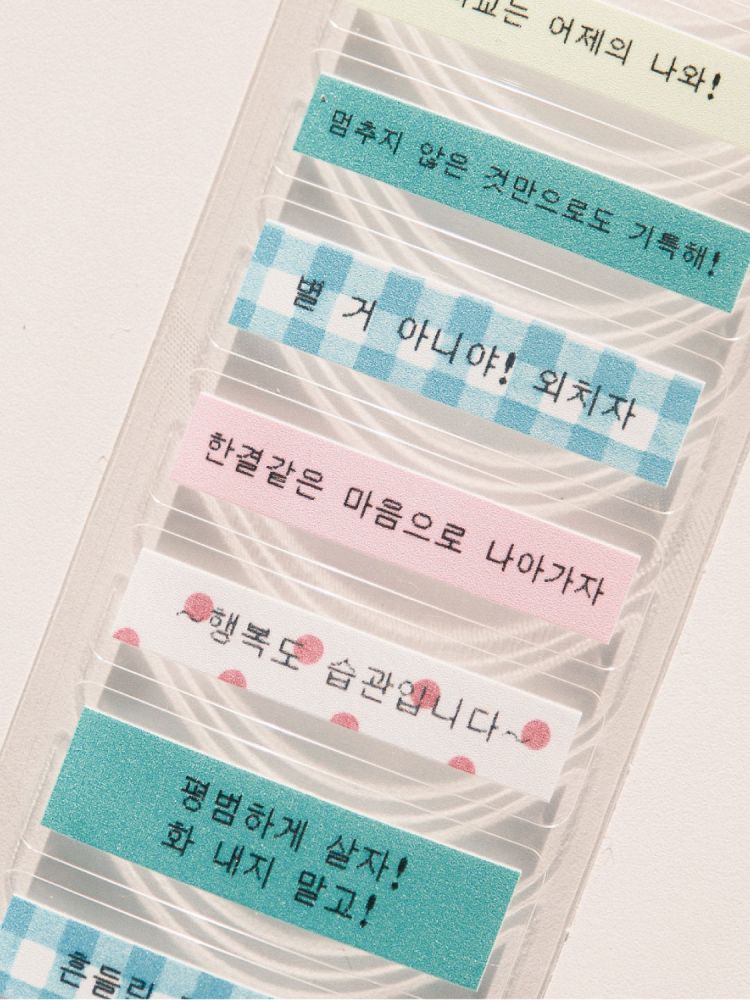 어제의 나와!
멈추지 않은 것만으로도 기특해!
별 거 아니야! 외치자
한결같은 마음으로 나아가자
~행복도 습관입니다~
평범하게 살자!
화 내지 말고!
흔들린